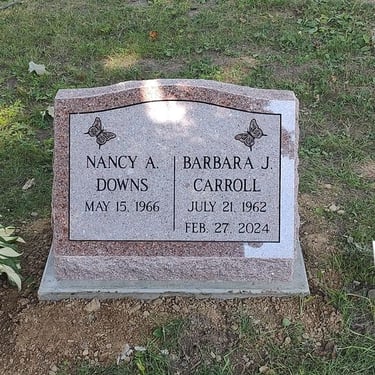 NANCY A.
DOWNS
MAY 15, 1966
BARBARA J.
CARROLL
JULY 21, 1962
FEB. 27, 2024